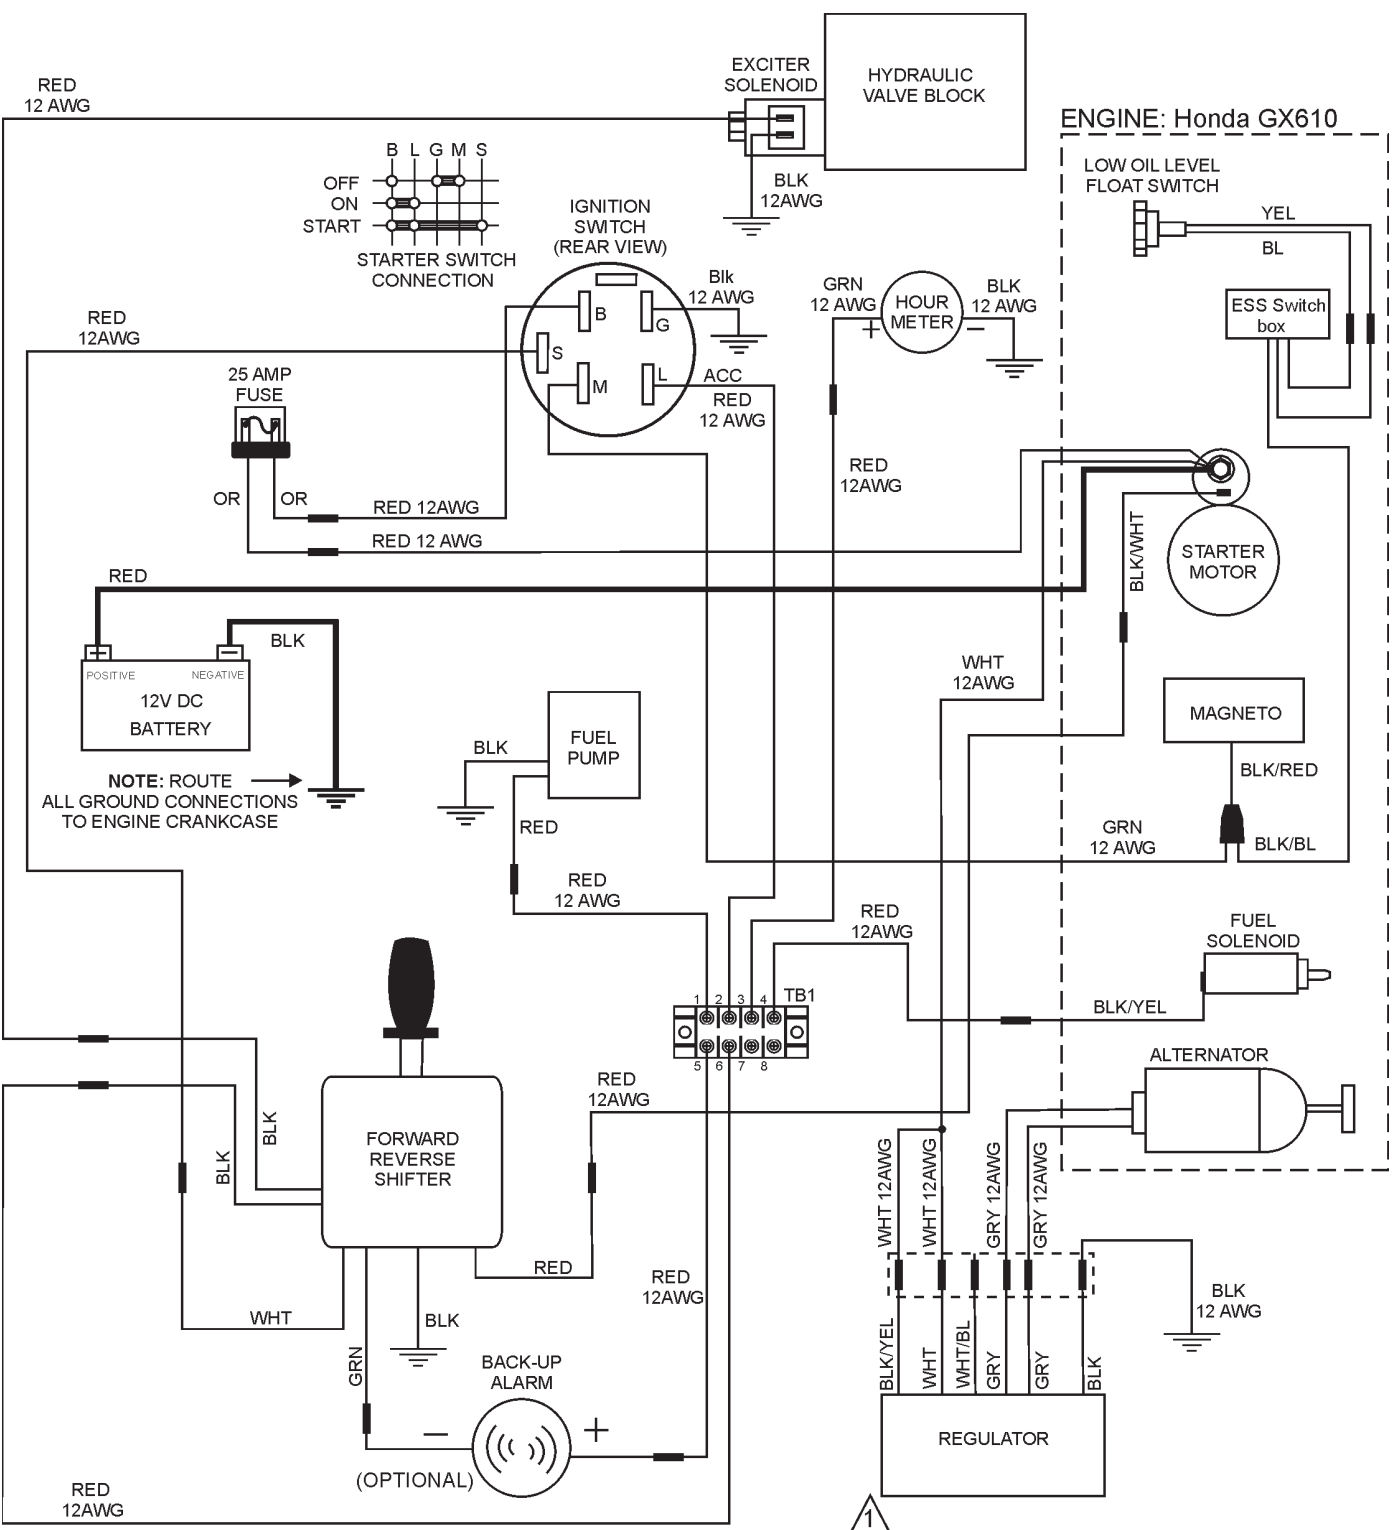 RED
12 AWG
EXCITER
SOLENOID
HYDRAULIC
VALVE BLOCK
BLK
12AWG
ENGINE: Honda GX610
LOW OIL LEVEL
FLOAT SWITCH
YEL
BL
ESS Switch
box
B L G M S
OFF
ON
START
STARTER SWITCH
CONNECTION
IGNITION
SWITCH
(REAR VIEW)
B
G
S
M
L
Blk
12 AWG
ACC
RED
12 AWG
GRN
12 AWG
+
HOUR
METER
−
BLK
12 AWG
RED
12AWG
25 AMP
FUSE
OR
OR
RED 12AWG
RED 12 AWG
RED
12AWG
BLK/WHT
STARTER
MOTOR
RED
BLK
+
−
POSITIVE
NEGATIVE
12V DC
BATTERY
NOTE: ROUTE
ALL GROUND CONNECTIONS
TO ENGINE CRANKCASE
WHT
12AWG
FUEL
PUMP
BLK
RED
RED
12 AWG
MAGNETO
BLK/RED
GRN
12 AWG
BLK/BL
RED
12AWG
FUEL
SOLENOID
BLK/YEL
1 2 3 4
TB1
5 6 7 8
ALTERNATOR
RED
12AWG
BLK
BLK
FORWARD
REVERSE
SHIFTER
RED
WHT
GRN
BLK
RED
12AWG
BACK-UP
ALARM
−
+
(OPTIONAL)
RED
12AWG
WHT 12AWG
WHT 12AWG
GRY 12AWG
GRY 12AWG
BLK
12 AWG
BLK/YEL
WHT
WHT/BL
GRY
GRY
BLK
REGULATOR
1